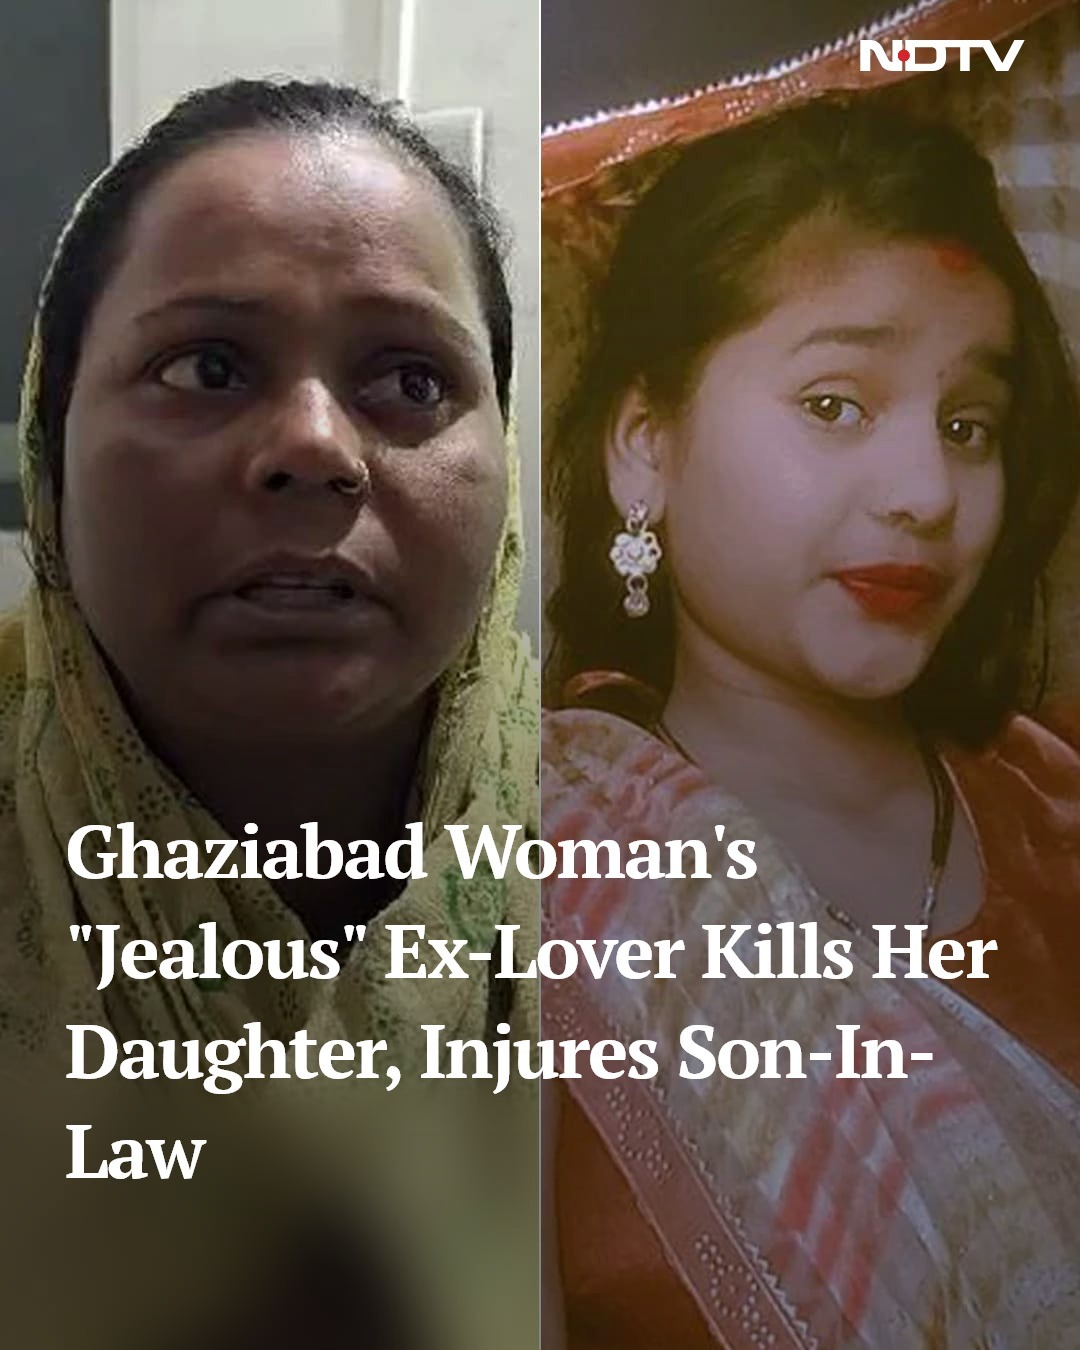 NDTV
Ghaziabad Woman's
"Jealous" Ex-Lover Kills Her
Daughter, Injures Son-In-
Law